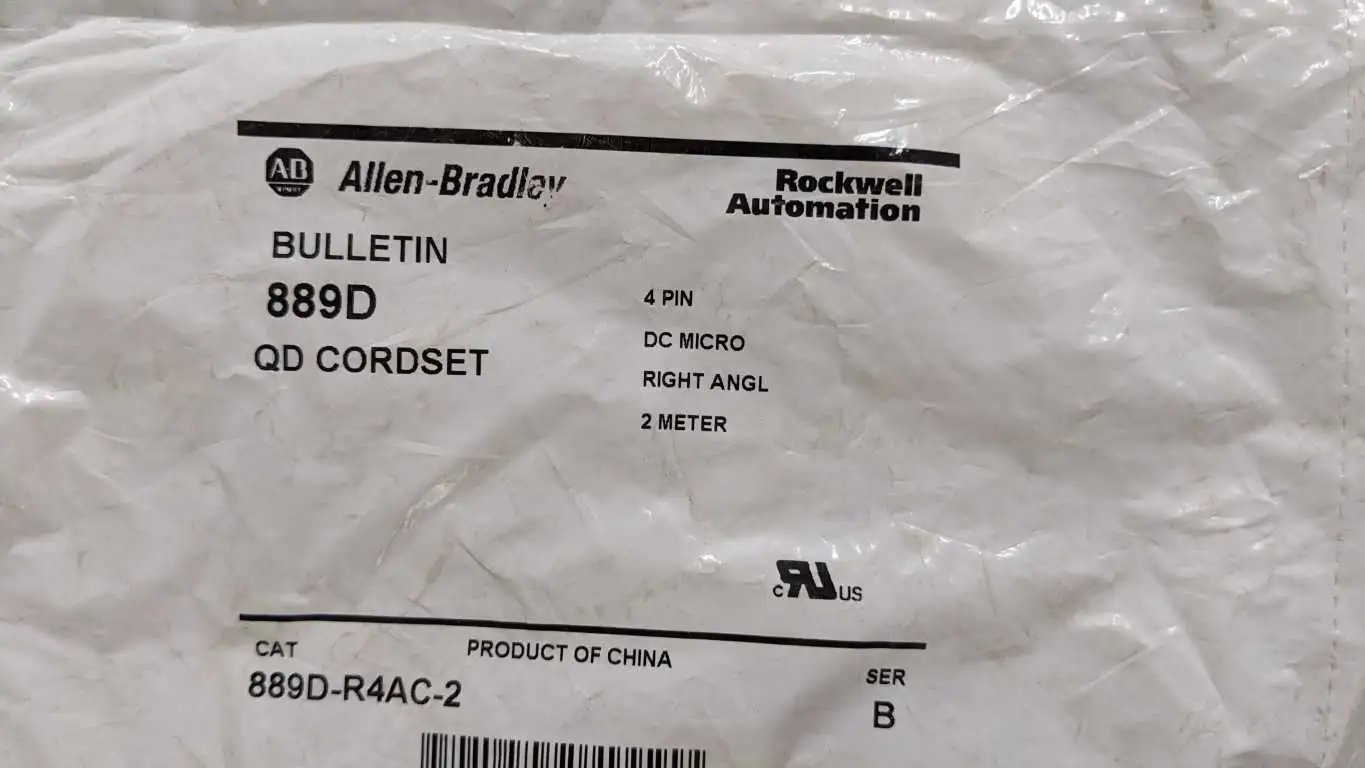 AB
Allen-Bradley
Rockwell
Automation
BULLETIN
889D
QD CORDSET
4 PIN
DC MICRO
RIGHT ANGL
2 METER
c RU US
CAT
PRODUCT OF CHINA
SER
889D-R4AC-2
B